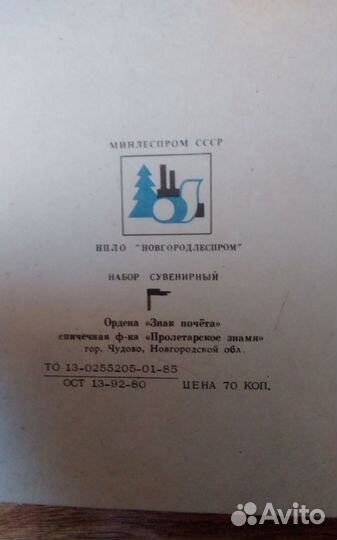 МИНЛЕСПРОМ СССР
НПЛО "НОВГОРОДЛЕСПРОМ"
НАБОР СУВЕНИРНЫЙ
Ордена «Знак почёта»
спичечная ф-ка «Пролетарское знамя»
гор. Чудово, Новгородской обл.
ТО 13-0255205-01-85
ОСТ 13-92-80 ЦЕНА 70 КОП.
Avito